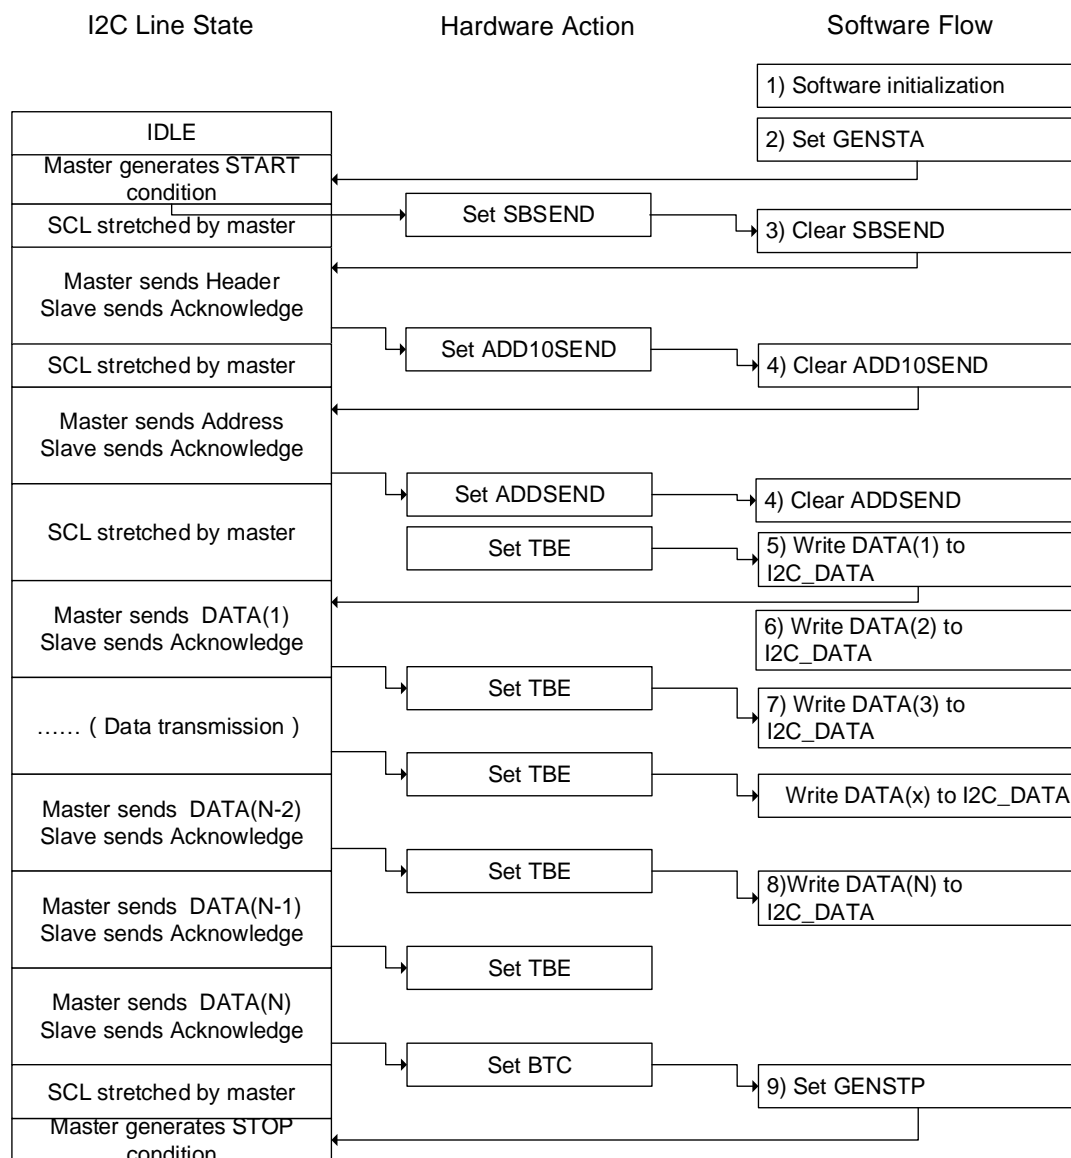 I2C Line State
Hardware Action
Software Flow
1) Software initialization
IDLE
2) Set GENSTA
Master generates START
condition
Set SBSEND
SCL stretched by master
3) Clear SBSEND
Master sends Header
Slave sends Acknowledge
Set ADD10SEND
SCL stretched by master
4) Clear ADD10SEND
Master sends Address
Slave sends Acknowledge
Set ADDSEND
4) Clear ADDSEND
SCL stretched by master
Set TBE
5) Write DATA(1) to
I2C_DATA
Master sends DATA(1)
Slave sends Acknowledge
6) Write DATA(2) to
I2C_DATA
Set TBE
7) Write DATA(3) to
I2C_DATA
...... ( Data transmission )
Set TBE
Write DATA(x) to I2C_DATA
Master sends DATA(N-2)
Slave sends Acknowledge
Set TBE
8)Write DATA(N) to
I2C_DATA
Master sends DATA(N-1)
Slave sends Acknowledge
Set TBE
Master sends DATA(N)
Slave sends Acknowledge
Set BTC
9) Set GENSTP
SCL stretched by master
Master generates STOP
condition